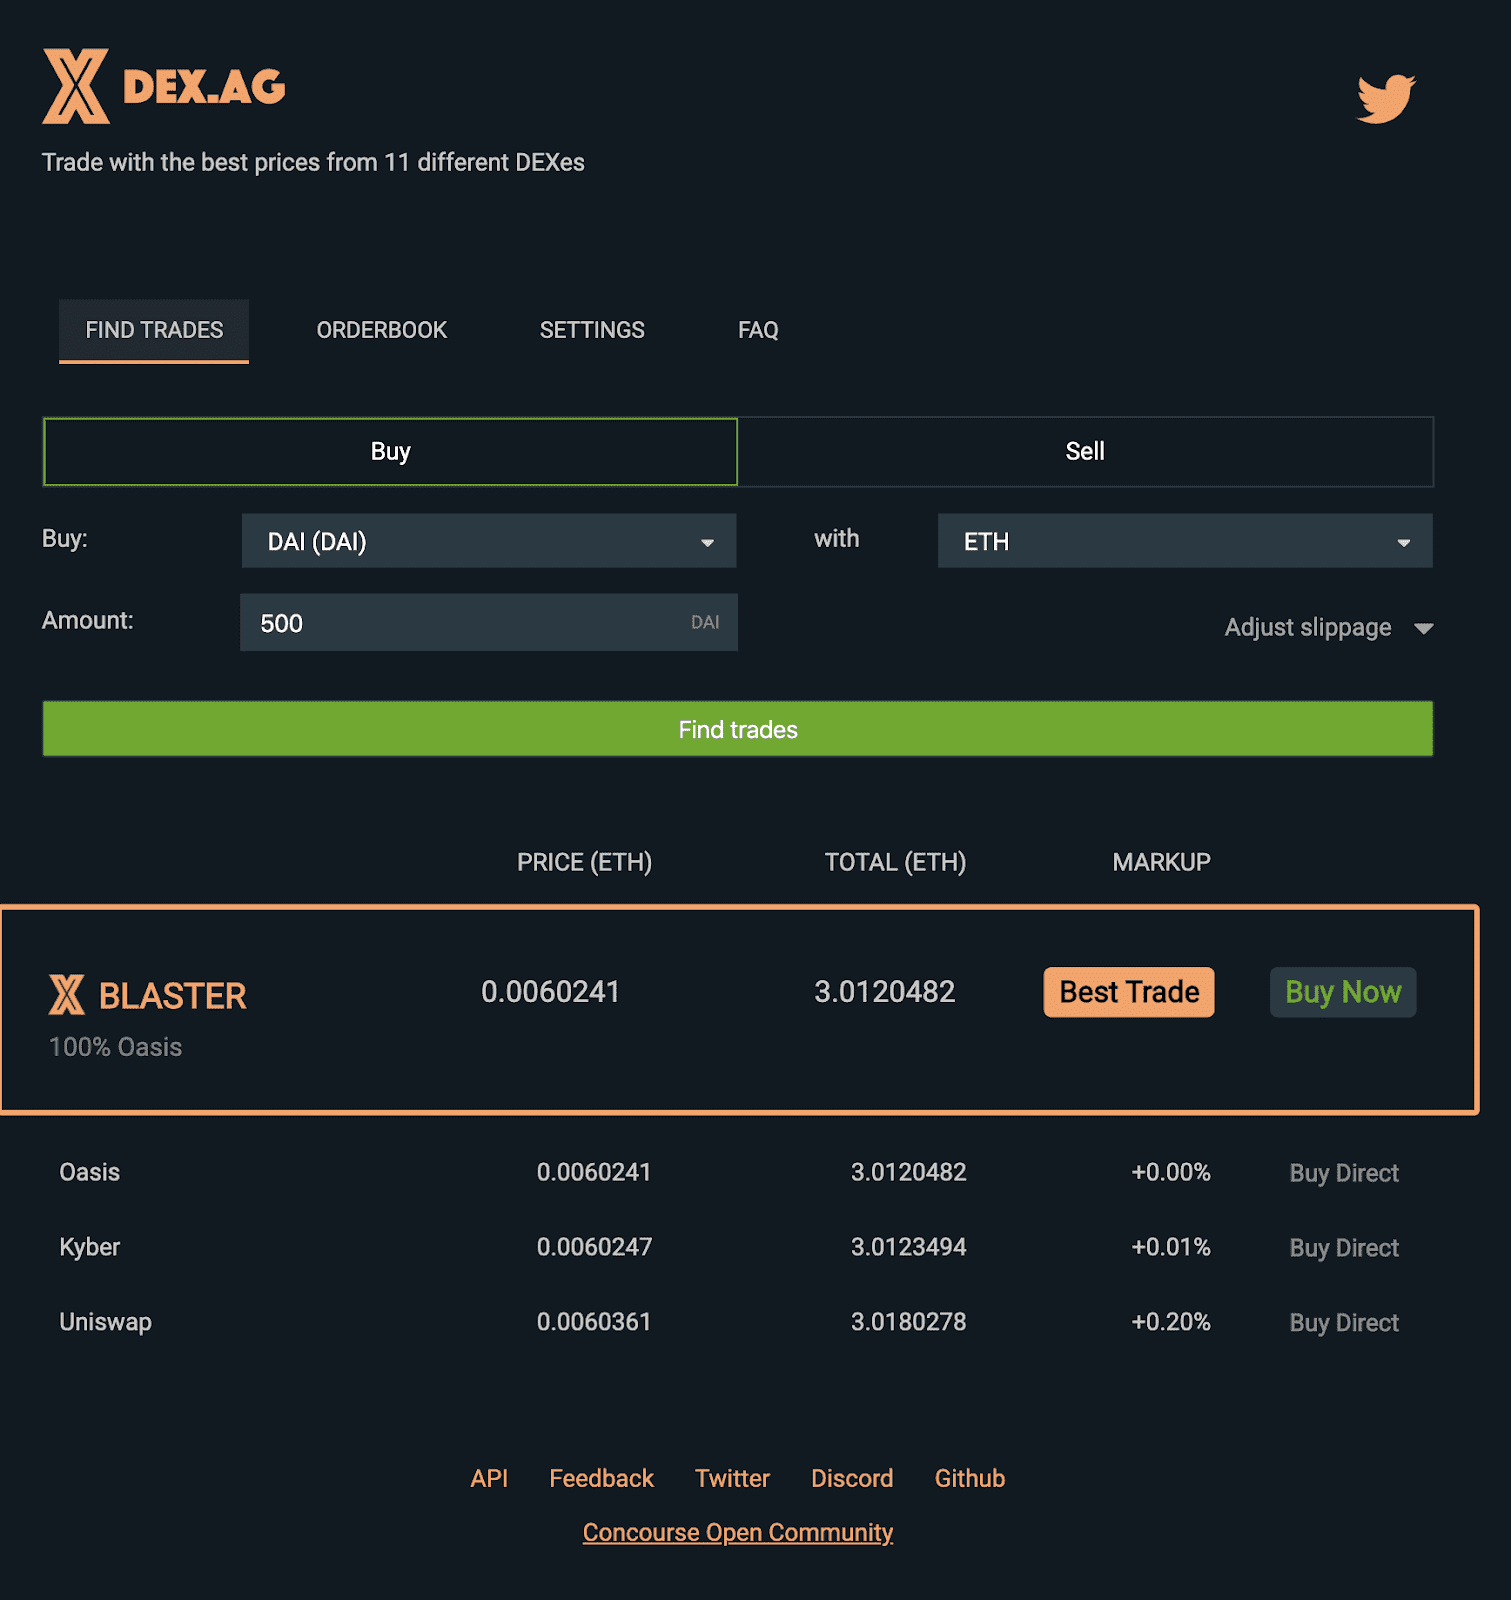 DEX.AG
Trade with the best prices from 11 different DEXes
FIND TRADES ORDERBOOK SETTINGS FAQ
Buy Sell
Buy: DAI (DAI) with ETH
Amount: 500 DAI Adjust slippage
Find trades
PRICE (ETH) TOTAL (ETH) MARKUP
BLASTER 0.0060241 3.0120482 Best Trade Buy Now
100% Oasis
Oasis 0.0060241 3.0120482 +0.00% Buy Direct
Kyber 0.0060247 3.0123494 +0.01% Buy Direct
Uniswap 0.0060361 3.0180278 +0.20% Buy Direct
API Feedback Twitter Discord Github
Concourse Open Community